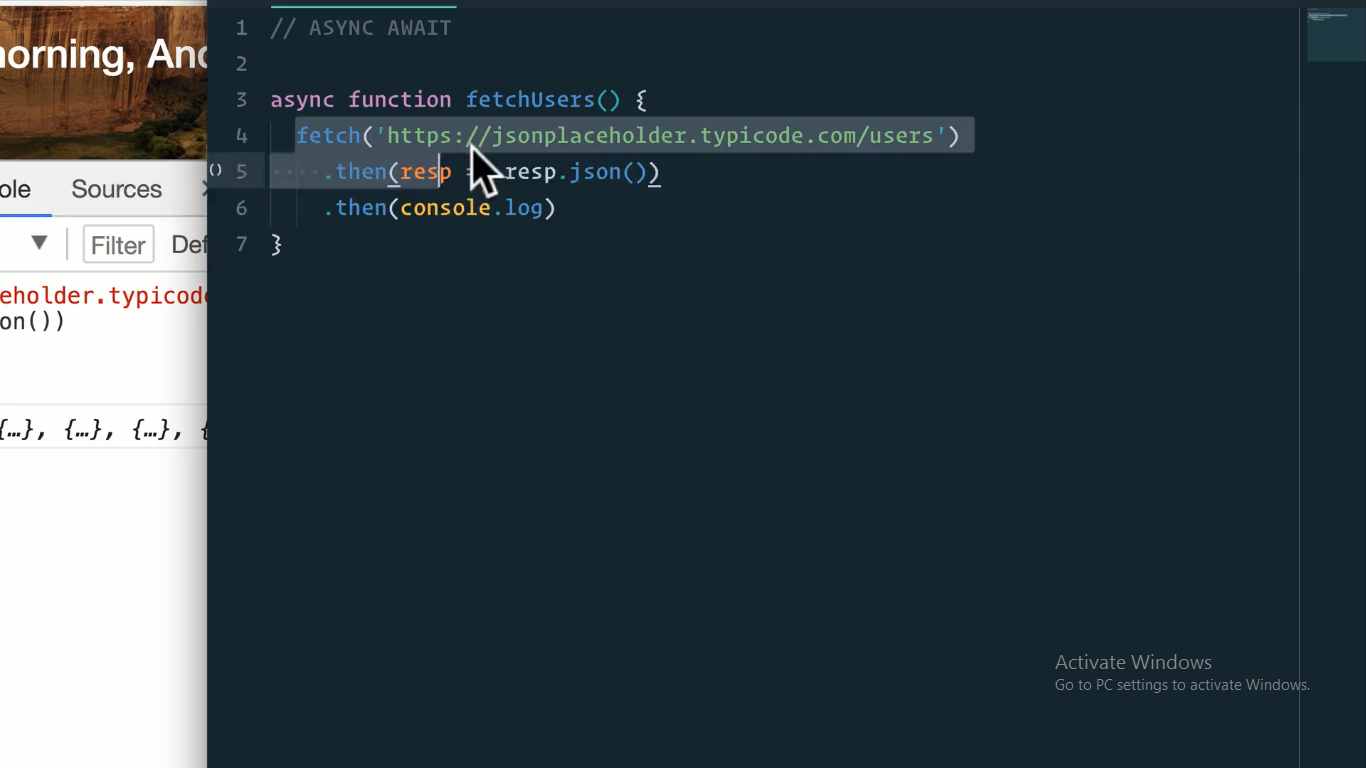 orning, And
ole
Sources
Filter
Def
eholder.typicode
on())
{…}, {…}, {…}, {
1 // ASYNC AWAIT
2
3 async function fetchUsers() {
4 fetch('https://jsonplaceholder.typicode.com/users')
() 5 .then(resp = resp.json())
6 .then(console.log)
7 }
Activate Windows
Go to PC settings to activate Windows.